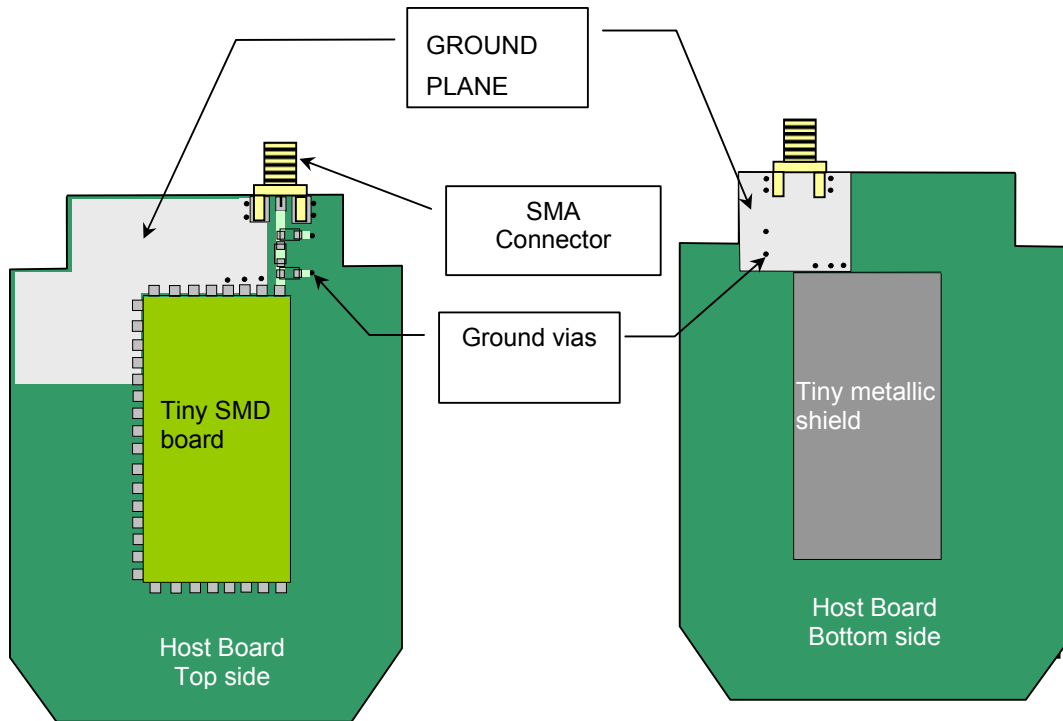 GROUND
PLANE
SMA
Connector
Ground vias
Tiny SMD
board
Tiny metallic
shield
Host Board
Top side
Host Board
Bottom side